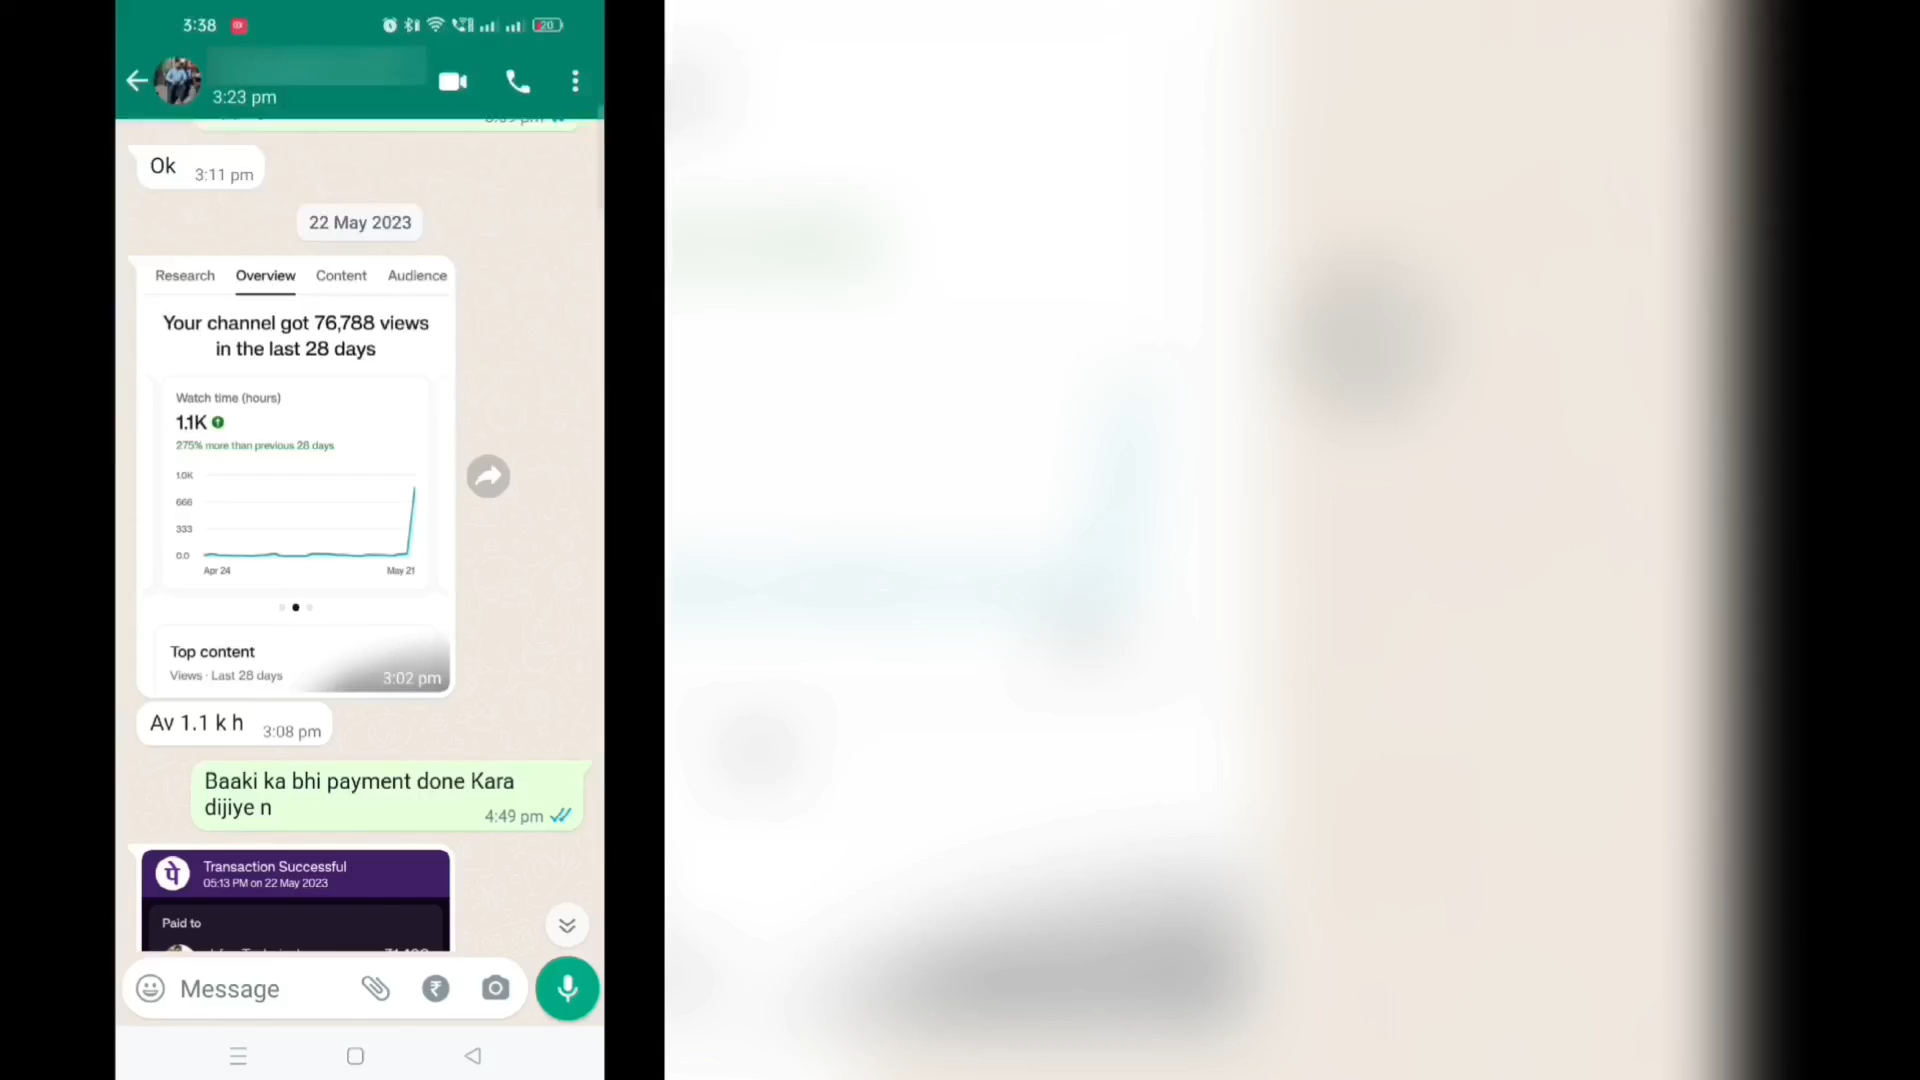 3:38
20
3:23 pm
Ok 3:11 pm
22 May 2023
Research Overview Content Audience
Your channel got 76,788 views
in the last 28 days
Watch time (hours)
1.1K
275% more than previous 28 days
1.0K
666
333
0.0
Apr 24 May 21
Top content
Views · Last 28 days
3:02 pm
Av 1.1 k h 3:08 pm
Baaki ka bhi payment done Kara
dijiye n
4:49 pm
पे
Transaction Successful
05:13 PM on 22 May 2023
Paid to
Message
₹